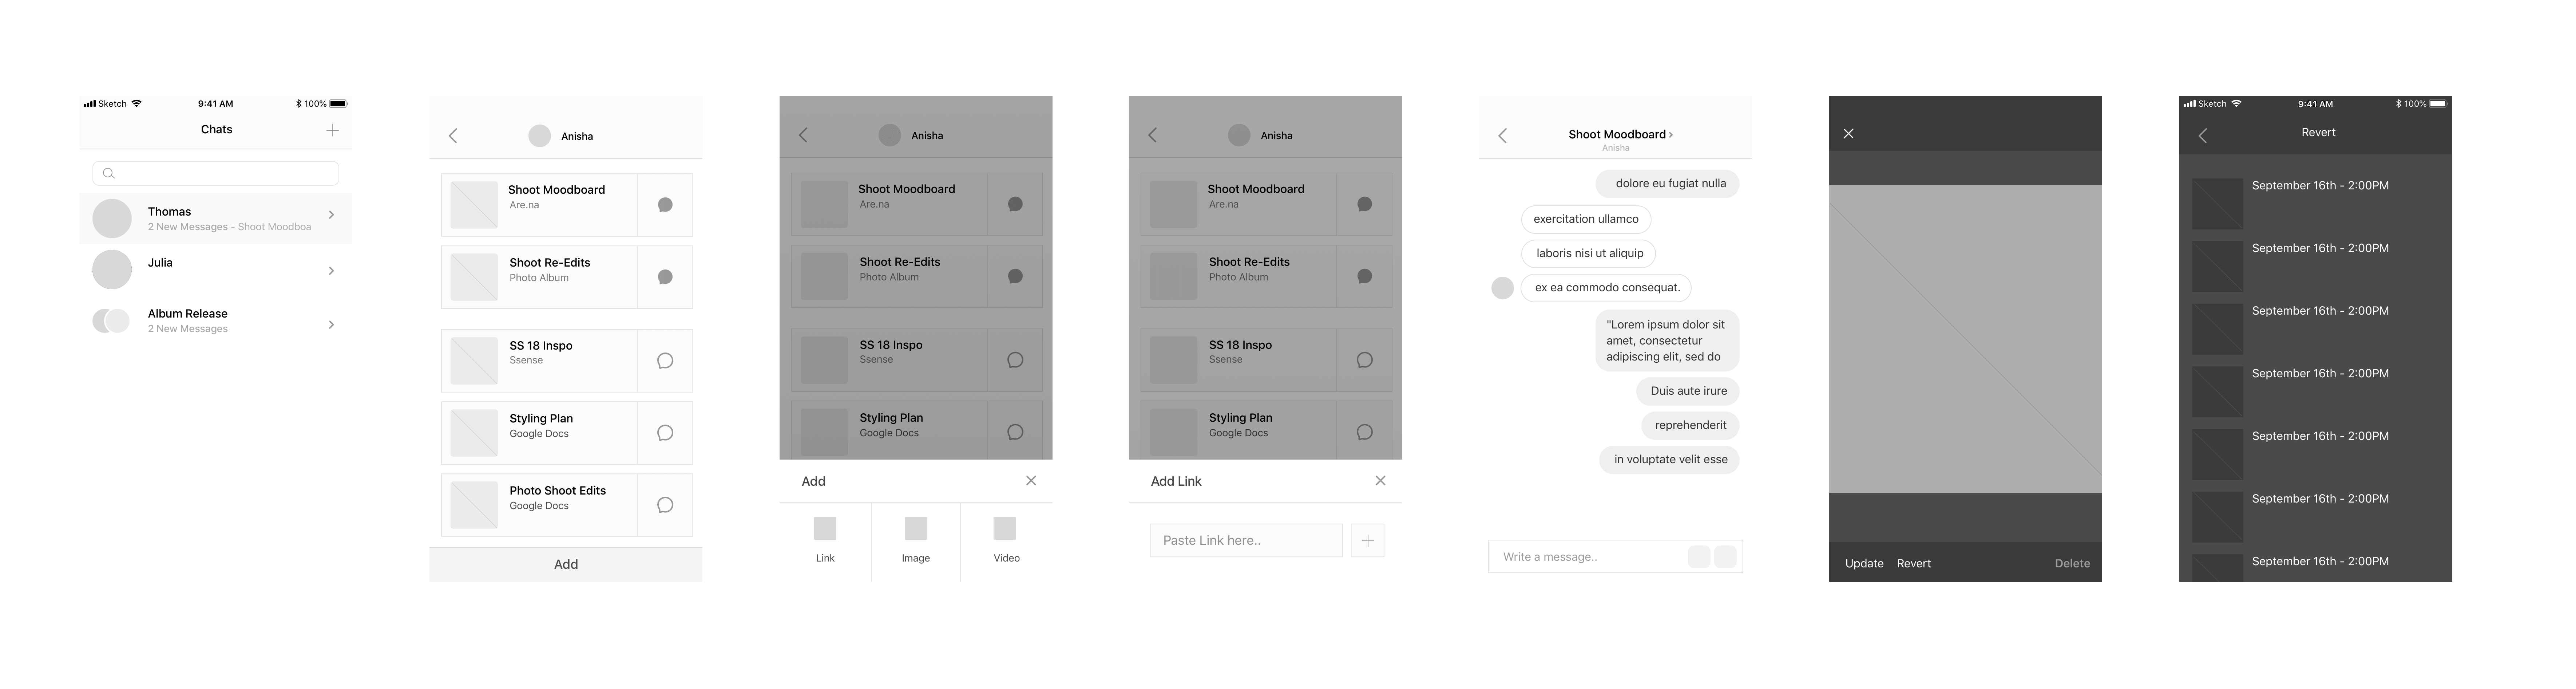 Sketch 9:41 AM 100%
Chats
Thomas
2 New Messages - Shoot Moodboa
Julia
Album Release
2 New Messages
Anisha
Shoot Moodboard
Are.na
Shoot Re-Edits
Photo Album
SS 18 Inspo
Ssense
Styling Plan
Google Docs
Photo Shoot Edits
Google Docs
Add
Anisha
Shoot Moodboard
Are.na
Shoot Re-Edits
Photo Album
SS 18 Inspo
Ssense
Styling Plan
Google Docs
Add
Link Image Video
Anisha
Shoot Moodboard
Are.na
Shoot Re-Edits
Photo Album
SS 18 Inspo
Ssense
Styling Plan
Google Docs
Add Link
Paste Link here..
Shoot Moodboard
Anisha
dolore eu fugiat nulla
exercitation ullamco
laboris nisi ut aliquip
ex ea commodo consequat.
"Lorem ipsum dolor sit
amet, consectetur
adipiscing elit, sed do
Duis aute irure
reprehenderit
in voluptate velit esse
Write a message..
Update Revert Delete
Sketch 9:41 AM 100%
Revert
September 16th - 2:00PM
September 16th - 2:00PM
September 16th - 2:00PM
September 16th - 2:00PM
September 16th - 2:00PM
September 16th - 2:00PM
September 16th - 2:00PM